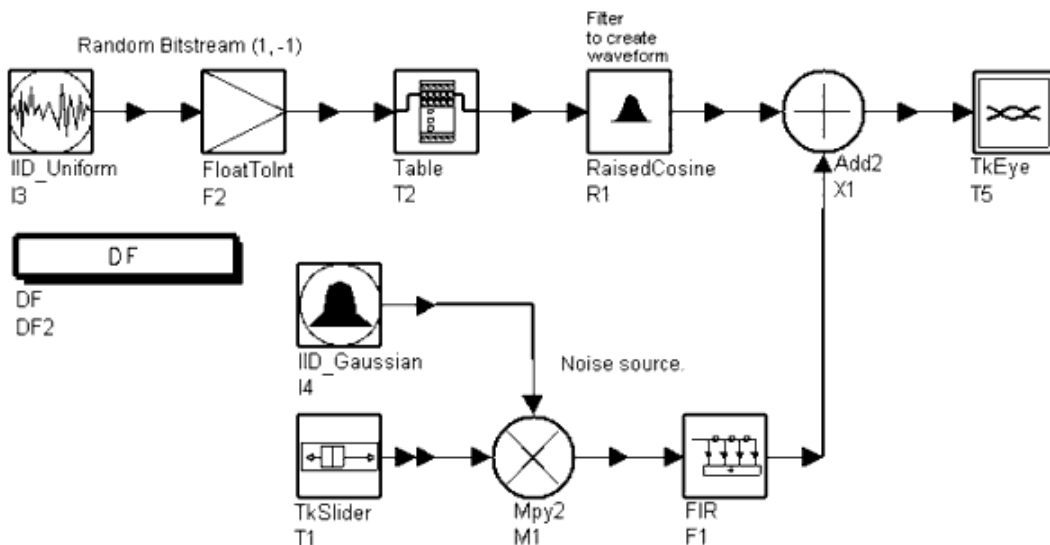 Filter
to create
waveform
Random Bitstream (1, -1)
IID_Uniform
I3
FloatToInt
F2
Table
T2
RaisedCosine
R1
Add2
X1
TkEye
T5
DF
DF
DF2
IID_Gaussian
I4
Noise source.
TkSlider
T1
Mpy2
M1
FIR
F1